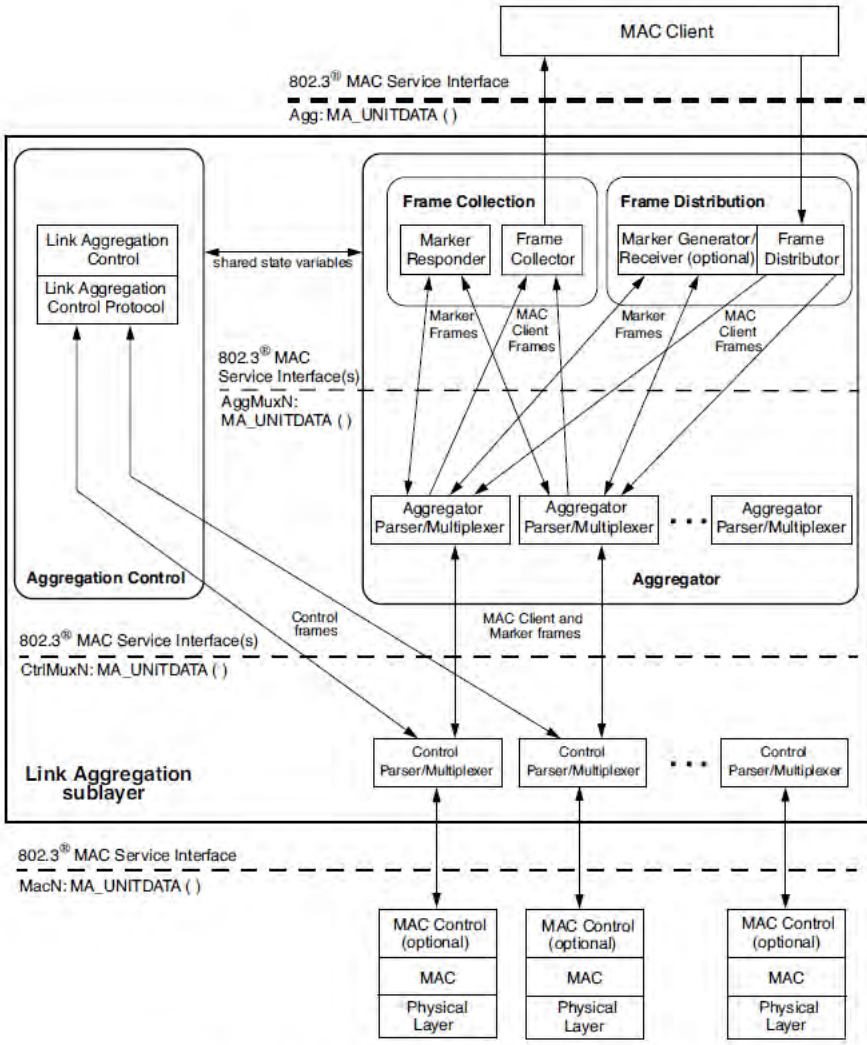 MAC Client
802.3® MAC Service Interface
Agg: MA_UNITDATA ( )
Frame Collection
Frame Distribution
Link Aggregation
Control
Link Aggregation
Control Protocol
shared state variables
Marker
Responder
Frame
Collector
Marker Generator/
Receiver (optional)
Frame
Distributor
Marker
Frames
MAC
Client
Frames
Marker
Frames
MAC
Client
Frames
802.3® MAC
Service Interface(s)
AggMuxN:
MA_UNITDATA ( )
Aggregator
Parser/Multiplexer
Aggregator
Parser/Multiplexer
Aggregator
Parser/Multiplexer
Aggregation Control
Aggregator
Control
frames
MAC Client and
Marker frames
802.3® MAC Service Interface(s)
CtrlMuxN: MA_UNITDATA ( )
Control
Parser/Multiplexer
Control
Parser/Multiplexer
Control
Parser/Multiplexer
Link Aggregation
sublayer
802.3® MAC Service Interface
MacN: MA_UNITDATA ( )
MAC Control
(optional)
MAC
Physical
Layer
MAC Control
(optional)
MAC
Physical
Layer
MAC Control
(optional)
MAC
Physical
Layer